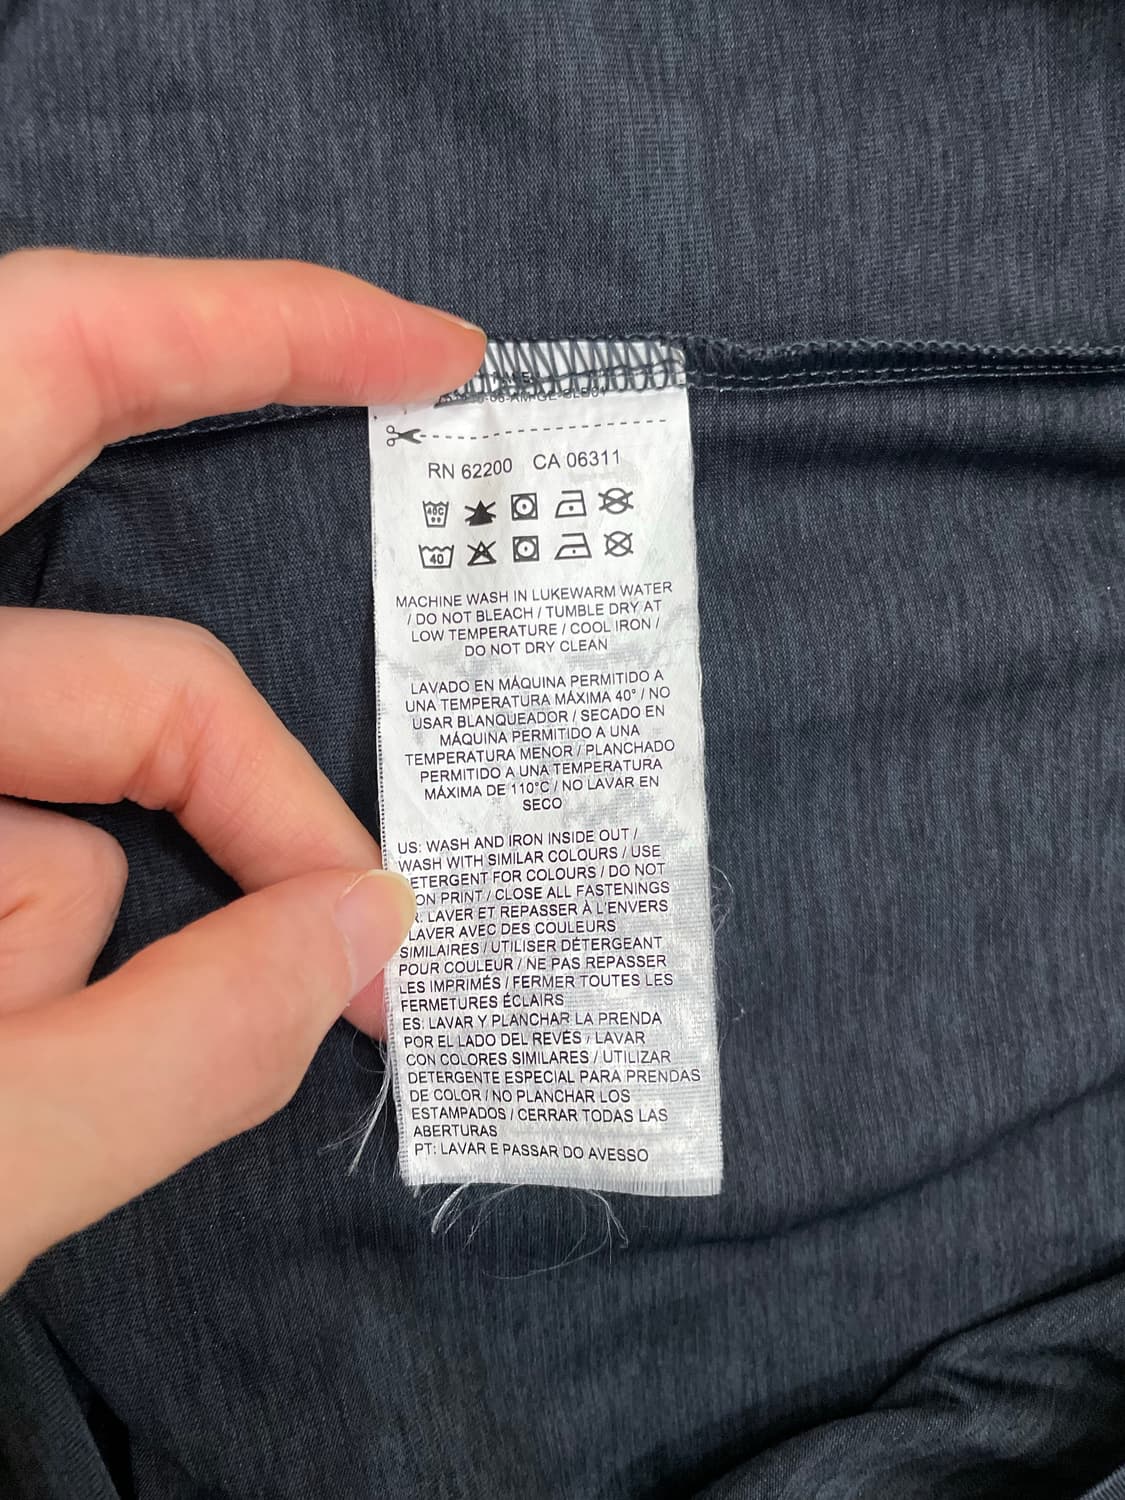 RN 62200 CA 06311
40C
40
MACHINE WASH IN LUKEWARM WATER
/ DO NOT BLEACH / TUMBLE DRY AT
LOW TEMPERATURE / COOL IRON /
DO NOT DRY CLEAN
LAVADO EN MÁQUINA PERMITIDO A
UNA TEMPERATURA MÁXIMA 40° / NO
USAR BLANQUEADOR / SECADO EN
MÁQUINA PERMITIDO A UNA
TEMPERATURA MENOR / PLANCHADO
PERMITIDO A UNA TEMPERATURA
MÁXIMA DE 110°C / NO LAVAR EN
SECO
US: WASH AND IRON INSIDE OUT /
WASH WITH SIMILAR COLOURS / USE
ETERGENT FOR COLOURS / DO NOT
ON PRINT / CLOSE ALL FASTENINGS
: LAVER ET REPASSER À L'ENVERS
LAVER AVEC DES COULEURS
SIMILAIRES / UTILISER DÉTERGEANT
POUR COULEUR / NE PAS REPASSER
LES IMPRIMÉS / FERMER TOUTES LES
FERMETURES ÉCLAIRS
ES: LAVAR Y PLANCHAR LA PRENDA
POR EL LADO DEL REVÉS / LAVAR
CON COLORES SIMILARES / UTILIZAR
DETERGENTE ESPECIAL PARA PRENDAS
DE COLOR / NO PLANCHAR LOS
ESTAMPADOS / CERRAR TODAS LAS
ABERTURAS
PT: LAVAR E PASSAR DO AVESSO